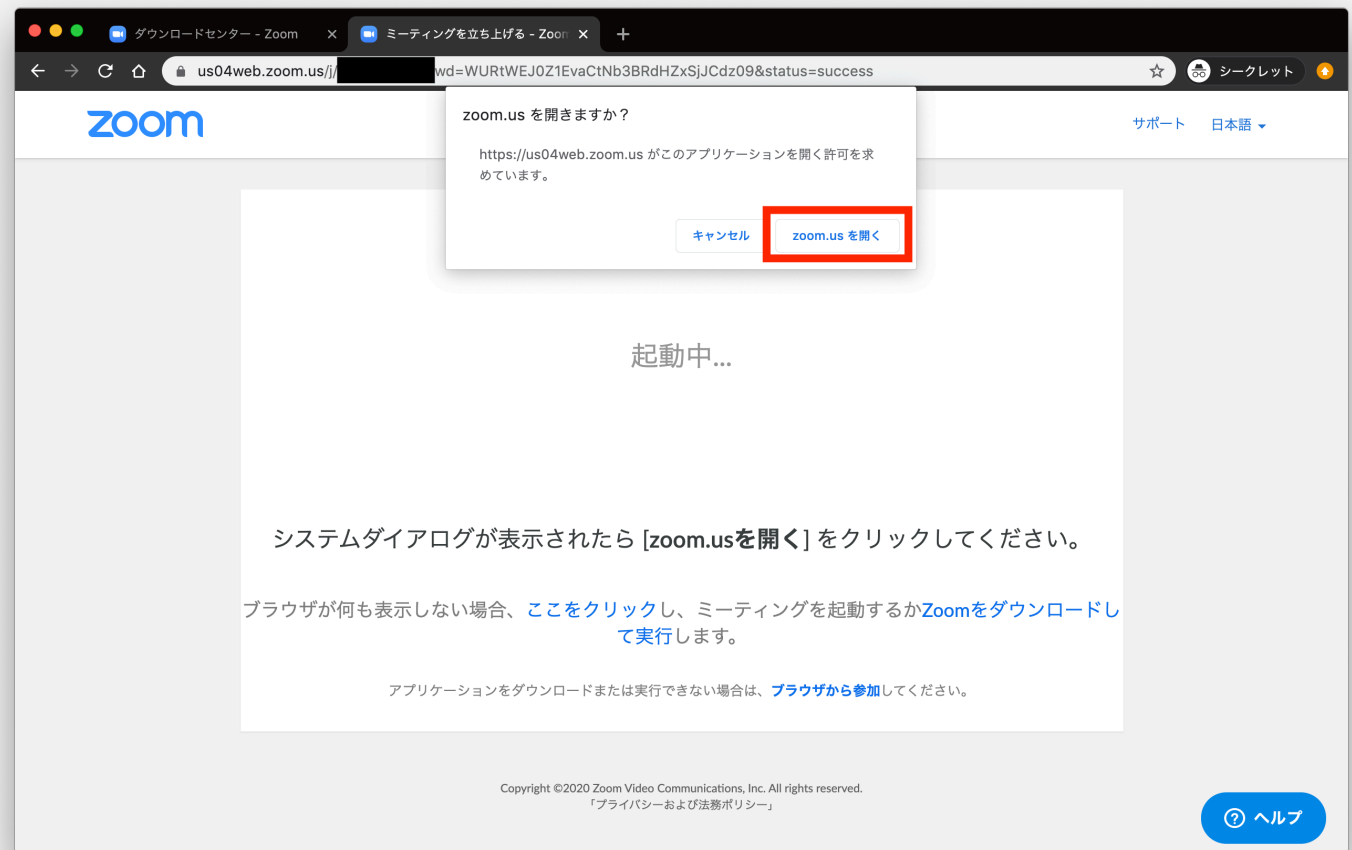 ダウンロードセンター - Zoom
ミーティングを立ち上げる - Zoom
us04web.zoom.us/j/
wd=WURtWEJ0Z1EvaCtNb3BRdHZxSjJCdz09&status=success
シークレット
zoom
サポート
日本語
zoom.us を開きますか？
https://us04web.zoom.us がこのアプリケーションを開く許可を求
めています。
キャンセル
zoom.us を開く
起動中...
システムダイアログが表示されたら [zoom.usを開く] をクリックしてください。
ブラウザが何も表示しない場合、ここをクリックし、ミーティングを起動するかZoomをダウンロードし
て実行します。
アプリケーションをダウンロードまたは実行できない場合は、ブラウザから参加してください。
Copyright ©2020 Zoom Video Communications, Inc. All rights reserved.
「プライバシーおよび法務ポリシー」
ヘルプ